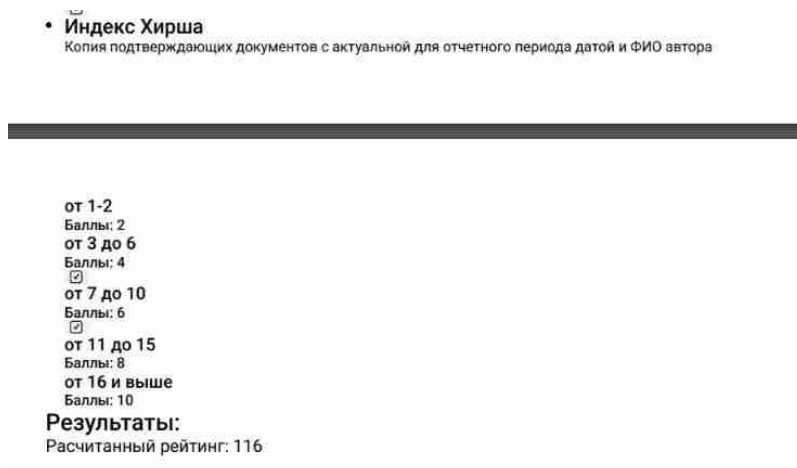 Индекс Хирша
Копия подтверждающих документов с актуальной для отчетного периода датой и ФИО автора
от 1-2
Баллы: 2
от 3 до 6
Баллы: 4
от 7 до 10
Баллы: 6
от 11 до 15
Баллы: 8
от 16 и выше
Баллы: 10
Результаты:
Расчитанный рейтинг: 116